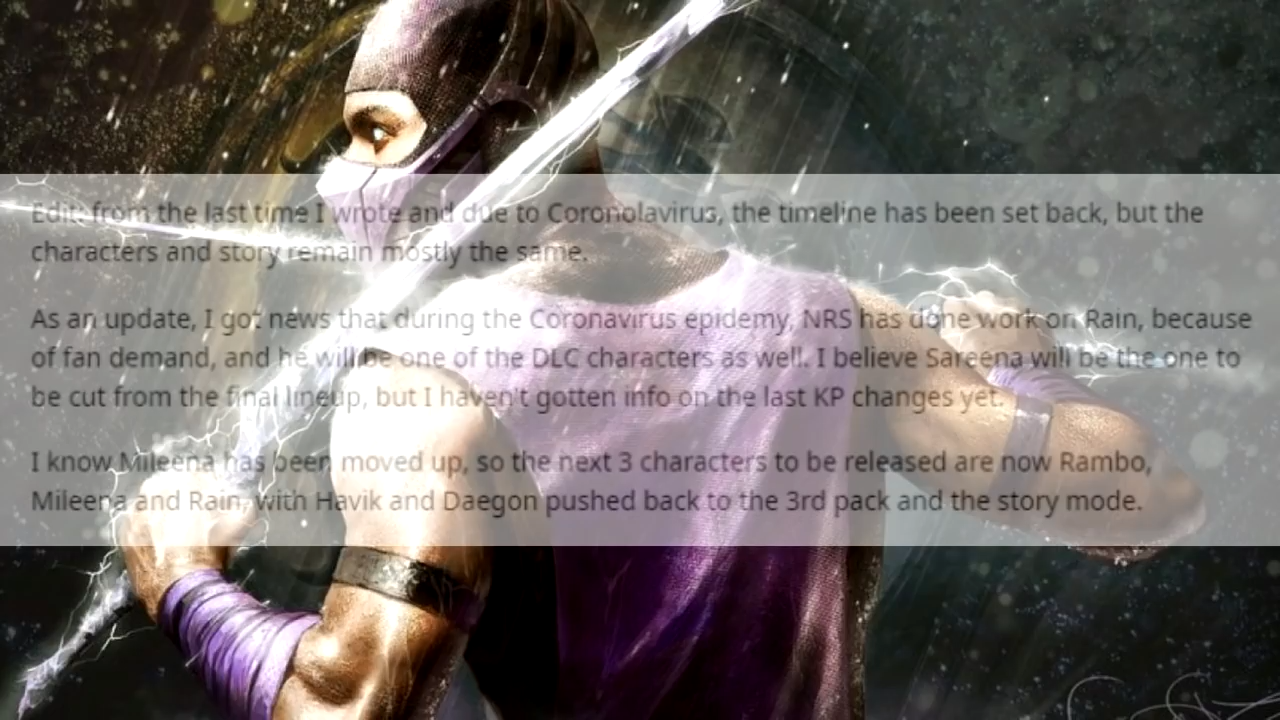 Edit: from the last time I wrote and due to Coronolavirus, the timeline has been set back, but the
characters and story remain mostly the same.
As an update, I got news that during the Coronavirus epidemy, NRS has done work on Rain, because
of fan demand, and he will be one of the DLC characters as well. I believe Sareena will be the one to
be cut from the final lineup, but I haven't gotten info on the last KP changes yet.
I know Mileena has been moved up, so the next 3 characters to be released are now Rambo,
Mileena and Rain, with Havik and Daegon pushed back to the 3rd pack and the story mode.